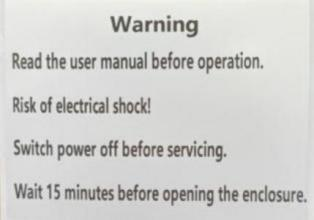 Warning
Read the user manual before operation.
Risk of electrical shock!
Switch power off before servicing.
Wait 15 minutes before opening the enclosure.